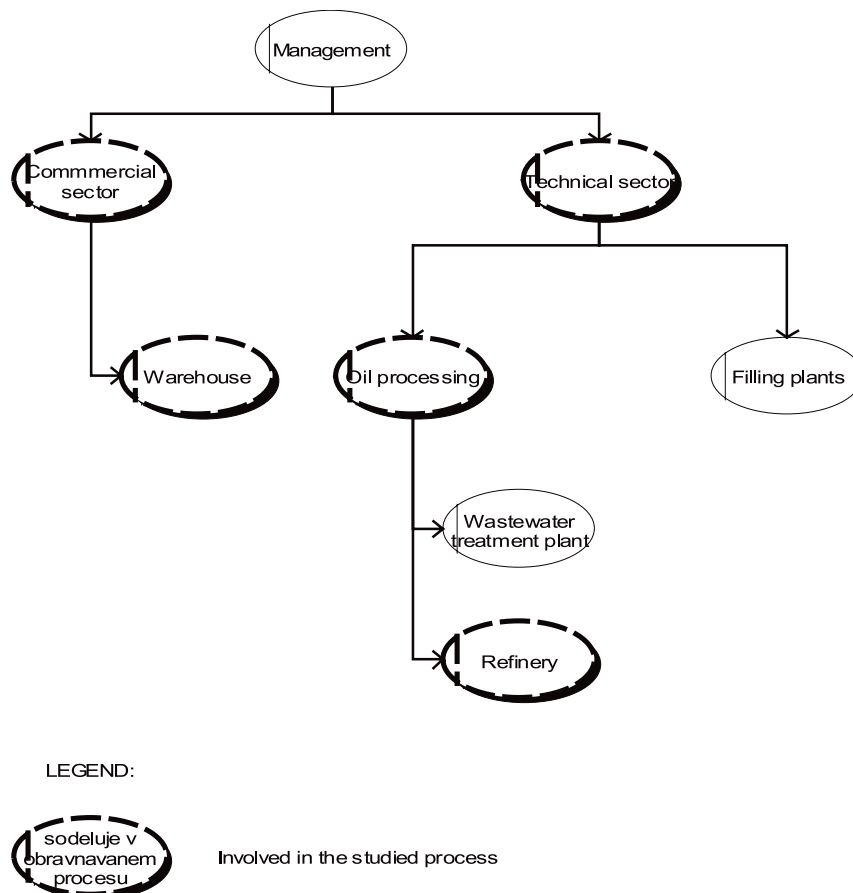 Management
Commmercial
sector
Technical sector
Warehouse
Oil processing
Filling plants
Wastewater
treatment plant
Refinery
LEGEND:
sodeluje v
obravnavanem
procesu
Involved in the studied process